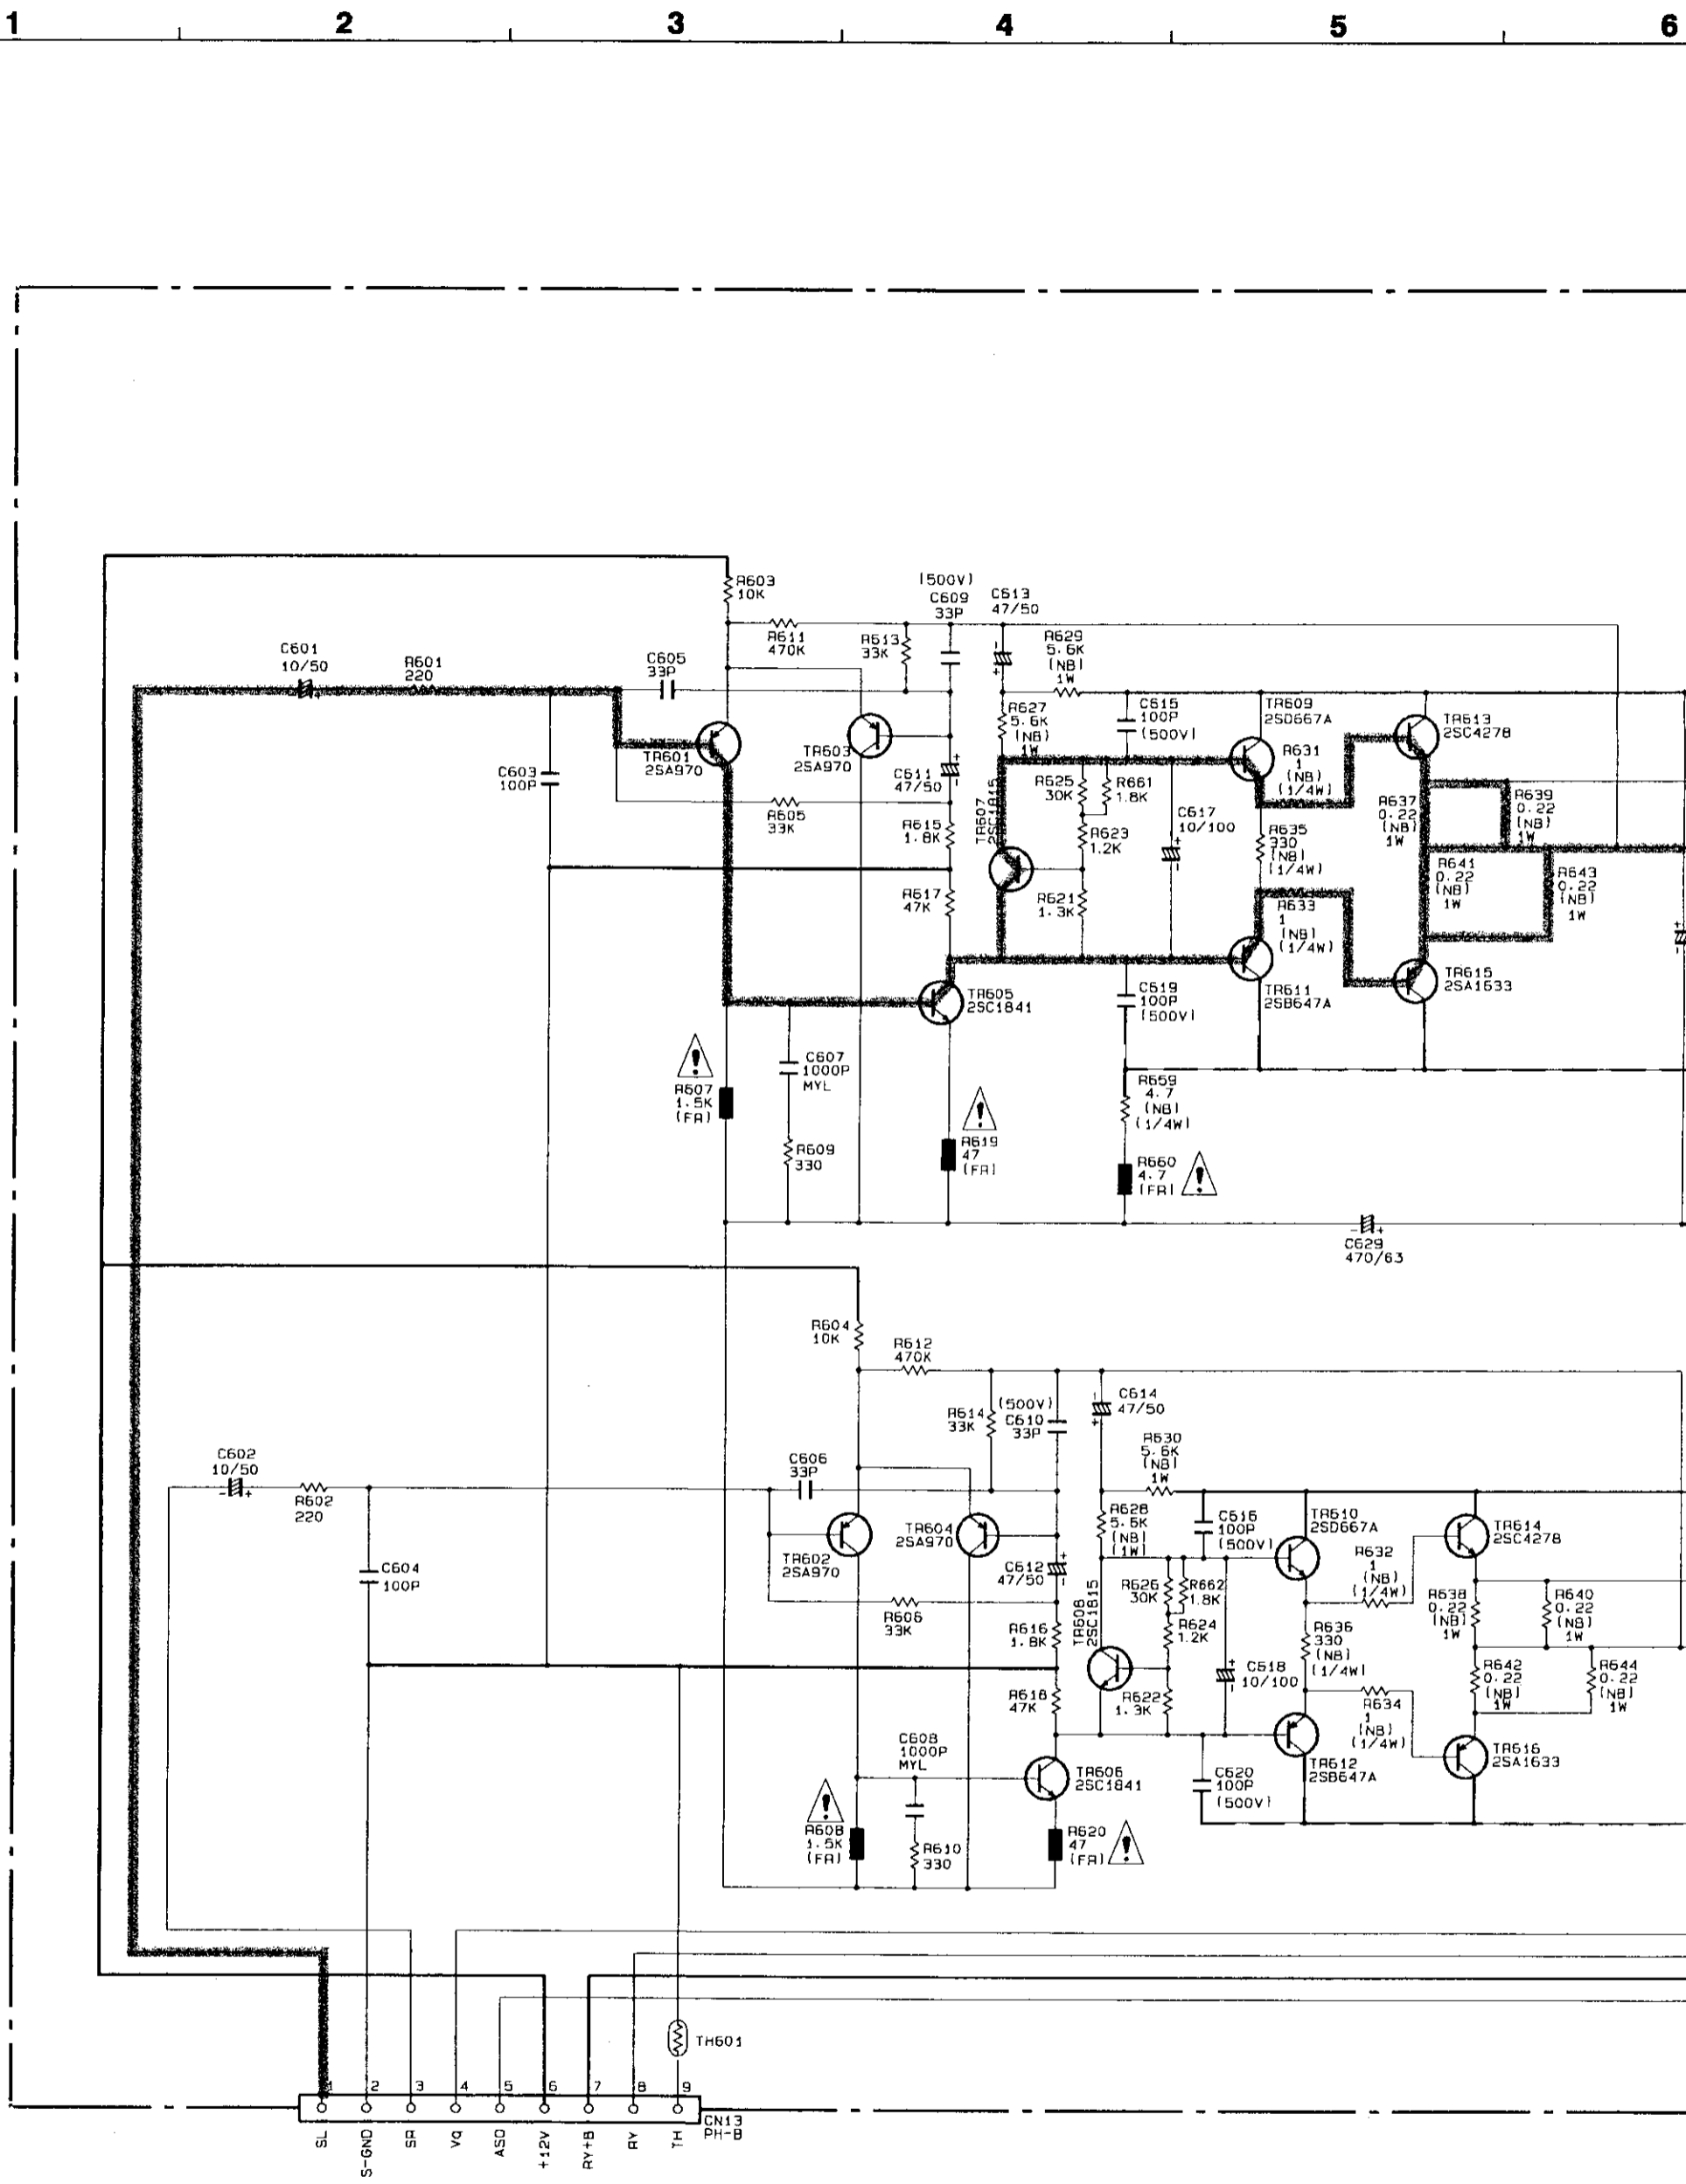 1 2 3 4 5 6
R603
10K
(500V)
C609
33P
C613
47/50
R611
470K
R613
33K
R629
5.6K
(NB)
1W
C601
10/50
R601
220
C605
33P
R627
5.6K
(NB)
1W
C615
100P
(500V)
TR609
2SD667A
TR613
2SC4278
TR601
2SA970
TR603
2SA970
C603
100P
C611
47/50
TR607
2SC1815
R625
30K
R661
1.8K
R631
1
(NB)
(1/4W)
R637
0.22
(NB)
1W
R639
0.22
(NB)
1W
R605
33K
R615
1.8K
R623
1.2K
C617
10/100
R635
330
(NB)
(1/4W)
R641
0.22
(NB)
1W
R643
0.22
(NB)
1W
R617
47K
R621
1.3K
R633
1
(NB)
(1/4W)
TR605
2SC1841
C619
100P
(500V)
TR611
2SB647A
TR615
2SA1633
!
R607
1.5K
(FR)
C607
1000P
MYL
!
R619
47
(FR)
R659
4.7
(NB)
(1/4W)
R609
330
R660
4.7
(FR)
!
C629
470/63
R604
10K
R612
470K
R614
33K
(500V)
C610
33P
C614
47/50
R630
5.6K
(NB)
1W
C602
10/50
R602
220
C606
33P
R628
5.6K
(NB)
(1W)
C616
100P
(500V)
TR610
2SD667A
TR614
2SC4278
TR602
2SA970
TR604
2SA970
C604
100P
C612
47/50
TR608
2SC1815
R626
30K
R662
1.8K
R632
1
(NB)
(1/4W)
R638
0.22
(NB)
1W
R640
0.22
(NB)
1W
R606
33K
R616
1.8K
R624
1.2K
R636
330
(NB)
(1/4W)
R618
47K
R622
1.3K
C618
10/100
R634
1
(NB)
(1/4W)
R642
0.22
(NB)
1W
R644
0.22
(NB)
1W
C608
1000P
MYL
TR606
2SC1841
C620
100P
(500V)
TR612
2SB647A
TR616
2SA1633
!
R608
1.5K
(FR)
R610
330
R620
47
(FR)
!
TH601
1 2 3 4 5 6 7 8 9
CN13
PH-B
SL
S-GND
SR
VQ
ASO
+12V
RY+B
RY
TH